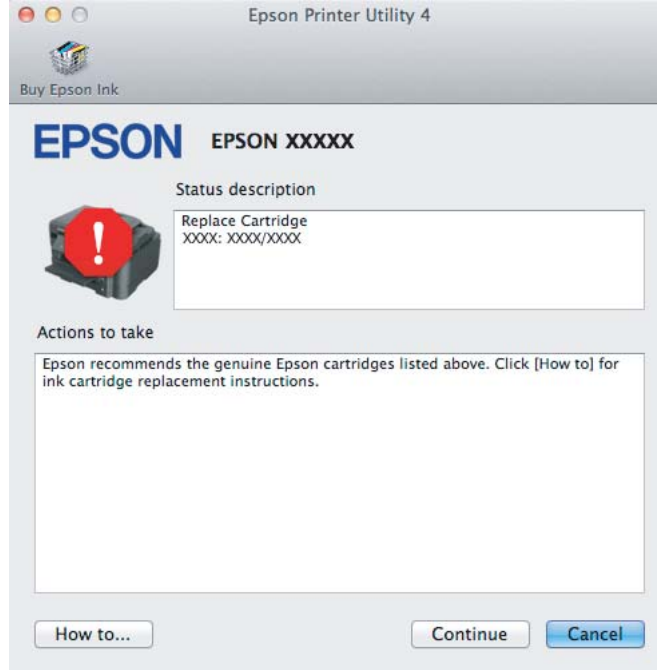 Epson Printer Utility 4
Buy Epson Ink
EPSON EPSON XXXXX
Status description
Replace Cartridge
XXXX: XXXX/XXXX
Actions to take
Epson recommends the genuine Epson cartridges listed above. Click [How to] for
ink cartridge replacement instructions.
How to... Continue Cancel